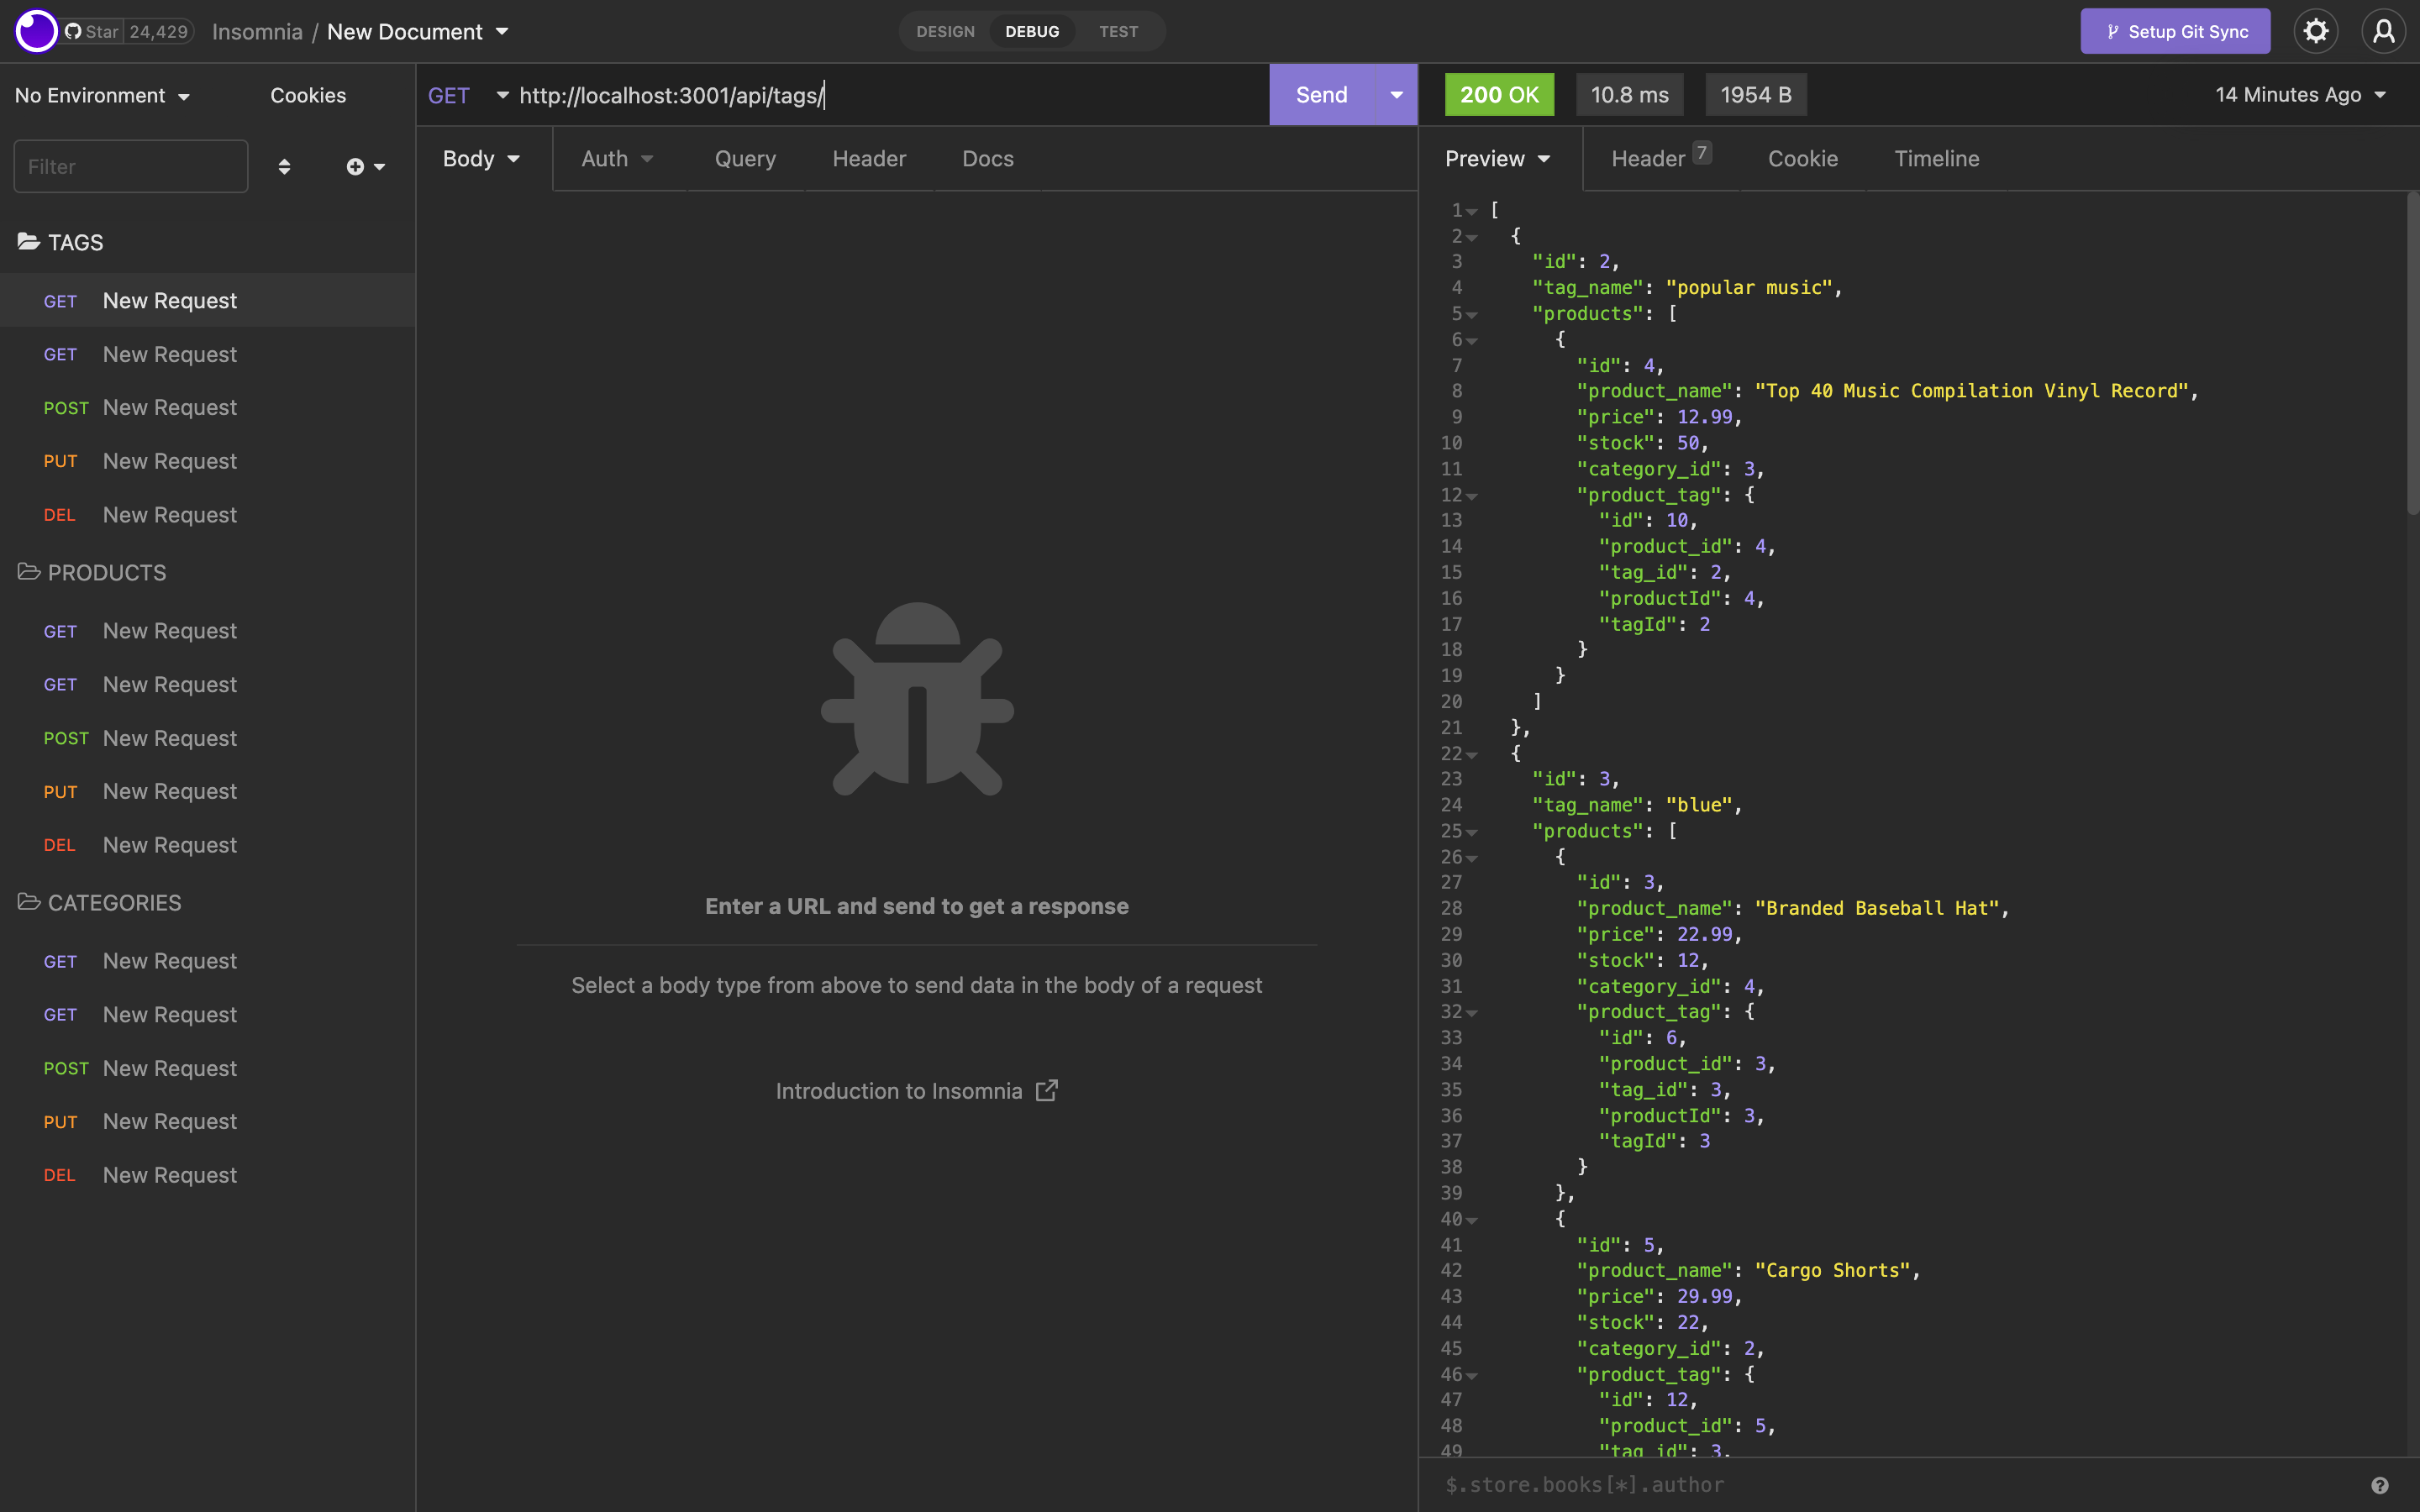 Star 24,429 Insomnia / New Document
DESIGN DEBUG TEST
Setup Git Sync
No Environment Cookies
GET http://localhost:3001/api/tags/ Send
200 OK 10.8 ms 1954 B 14 Minutes Ago
Filter
Body Auth Query Header Docs
Preview Header 7 Cookie Timeline
TAGS
GET New Request
GET New Request
POST New Request
PUT New Request
DEL New Request
PRODUCTS
GET New Request
GET New Request
POST New Request
PUT New Request
DEL New Request
CATEGORIES
GET New Request
GET New Request
POST New Request
PUT New Request
DEL New Request
Enter a URL and send to get a response
Select a body type from above to send data in the body of a request
Introduction to Insomnia
1 [
2 {
3 "id": 2,
4 "tag_name": "popular music",
5 "products": [
6 {
7 "id": 4,
8 "product_name": "Top 40 Music Compilation Vinyl Record",
9 "price": 12.99,
10 "stock": 50,
11 "category_id": 3,
12 "product_tag": {
13 "id": 10,
14 "product_id": 4,
15 "tag_id": 2,
16 "productId": 4,
17 "tagId": 2
18 }
19 }
20 ]
21 },
22 {
23 "id": 3,
24 "tag_name": "blue",
25 "products": [
26 {
27 "id": 3,
28 "product_name": "Branded Baseball Hat",
29 "price": 22.99,
30 "stock": 12,
31 "category_id": 4,
32 "product_tag": {
33 "id": 6,
34 "product_id": 3,
35 "tag_id": 3,
36 "productId": 3,
37 "tagId": 3
38 }
39 },
40 {
41 "id": 5,
42 "product_name": "Cargo Shorts",
43 "price": 29.99,
44 "stock": 22,
45 "category_id": 2,
46 "product_tag": {
47 "id": 12,
48 "product_id": 5,
49 "tag_id": 3,
$.store.books[*].author